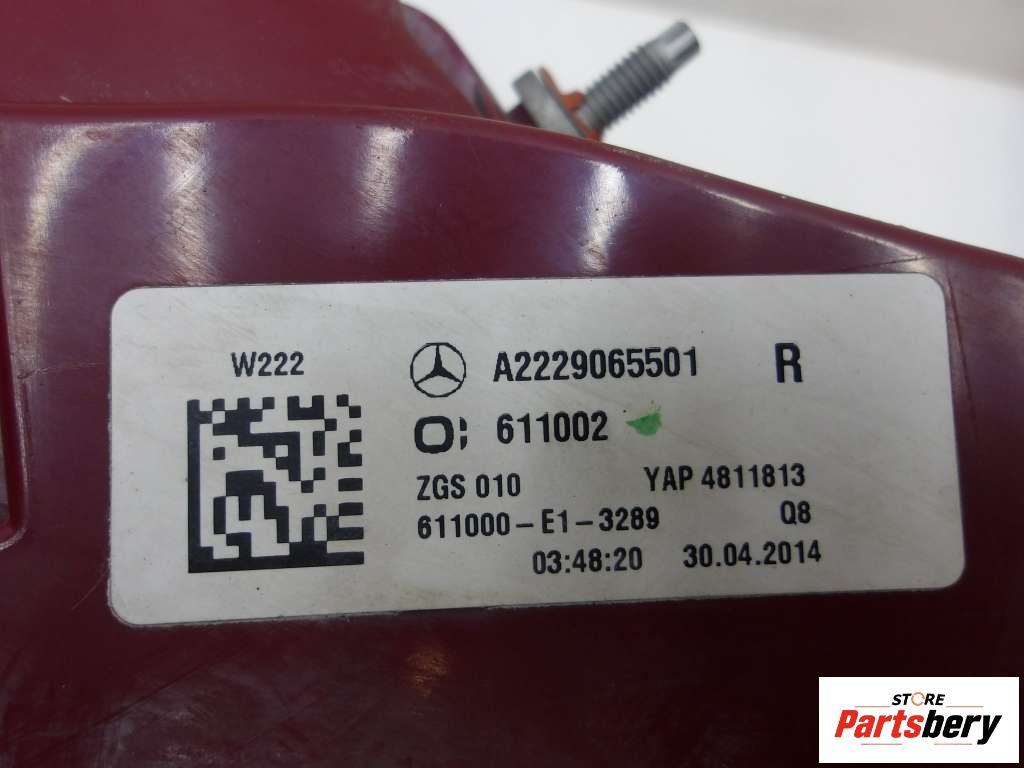 W222
A2229065501 R
611002
ZGS 010 YAP 4811813
611000-E1-3289 Q8
03:48:20 30.04.2014
STORE
Partsbery